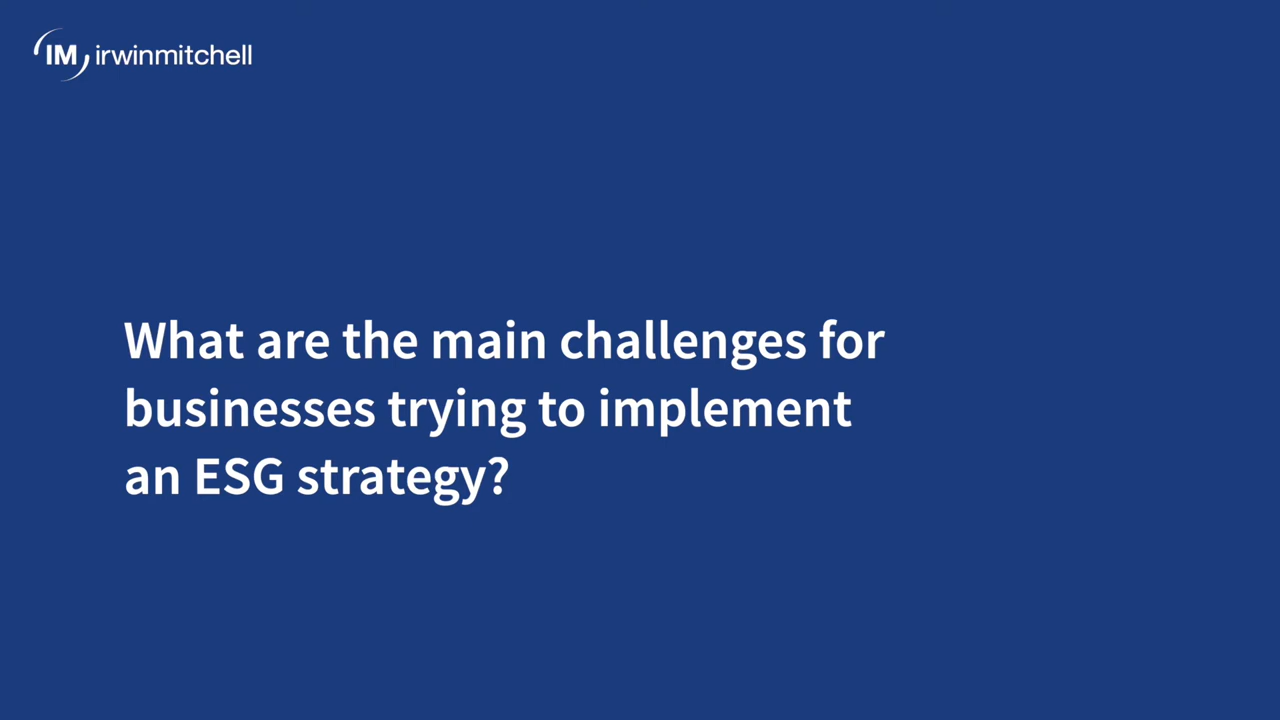 IM irwinmitchell
What are the main challenges for
businesses trying to implement
an ESG strategy?